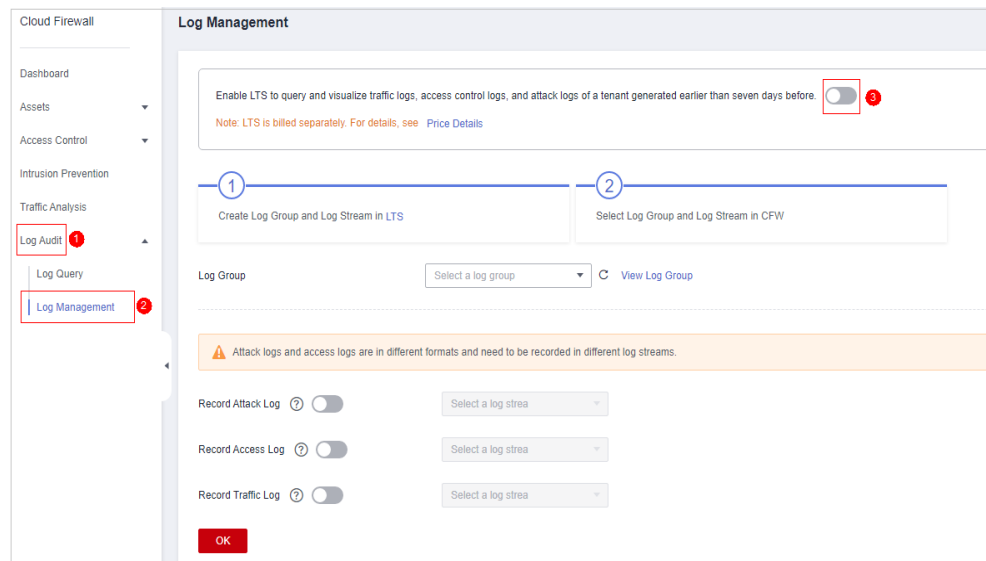 Cloud Firewall
Log Management
Dashboard
Assets
Access Control
Intrusion Prevention
Traffic Analysis
Log Audit 1
Log Query
Log Management 2
Enable LTS to query and visualize traffic logs, access control logs, and attack logs of a tenant generated earlier than seven days before. 3
Note: LTS is billed separately. For details, see Price Details
1
Create Log Group and Log Stream in LTS
2
Select Log Group and Log Stream in CFW
Log Group Select a log group View Log Group
Attack logs and access logs are in different formats and need to be recorded in different log streams.
Record Attack Log ? Select a log strea
Record Access Log ? Select a log strea
Record Traffic Log ? Select a log strea
OK